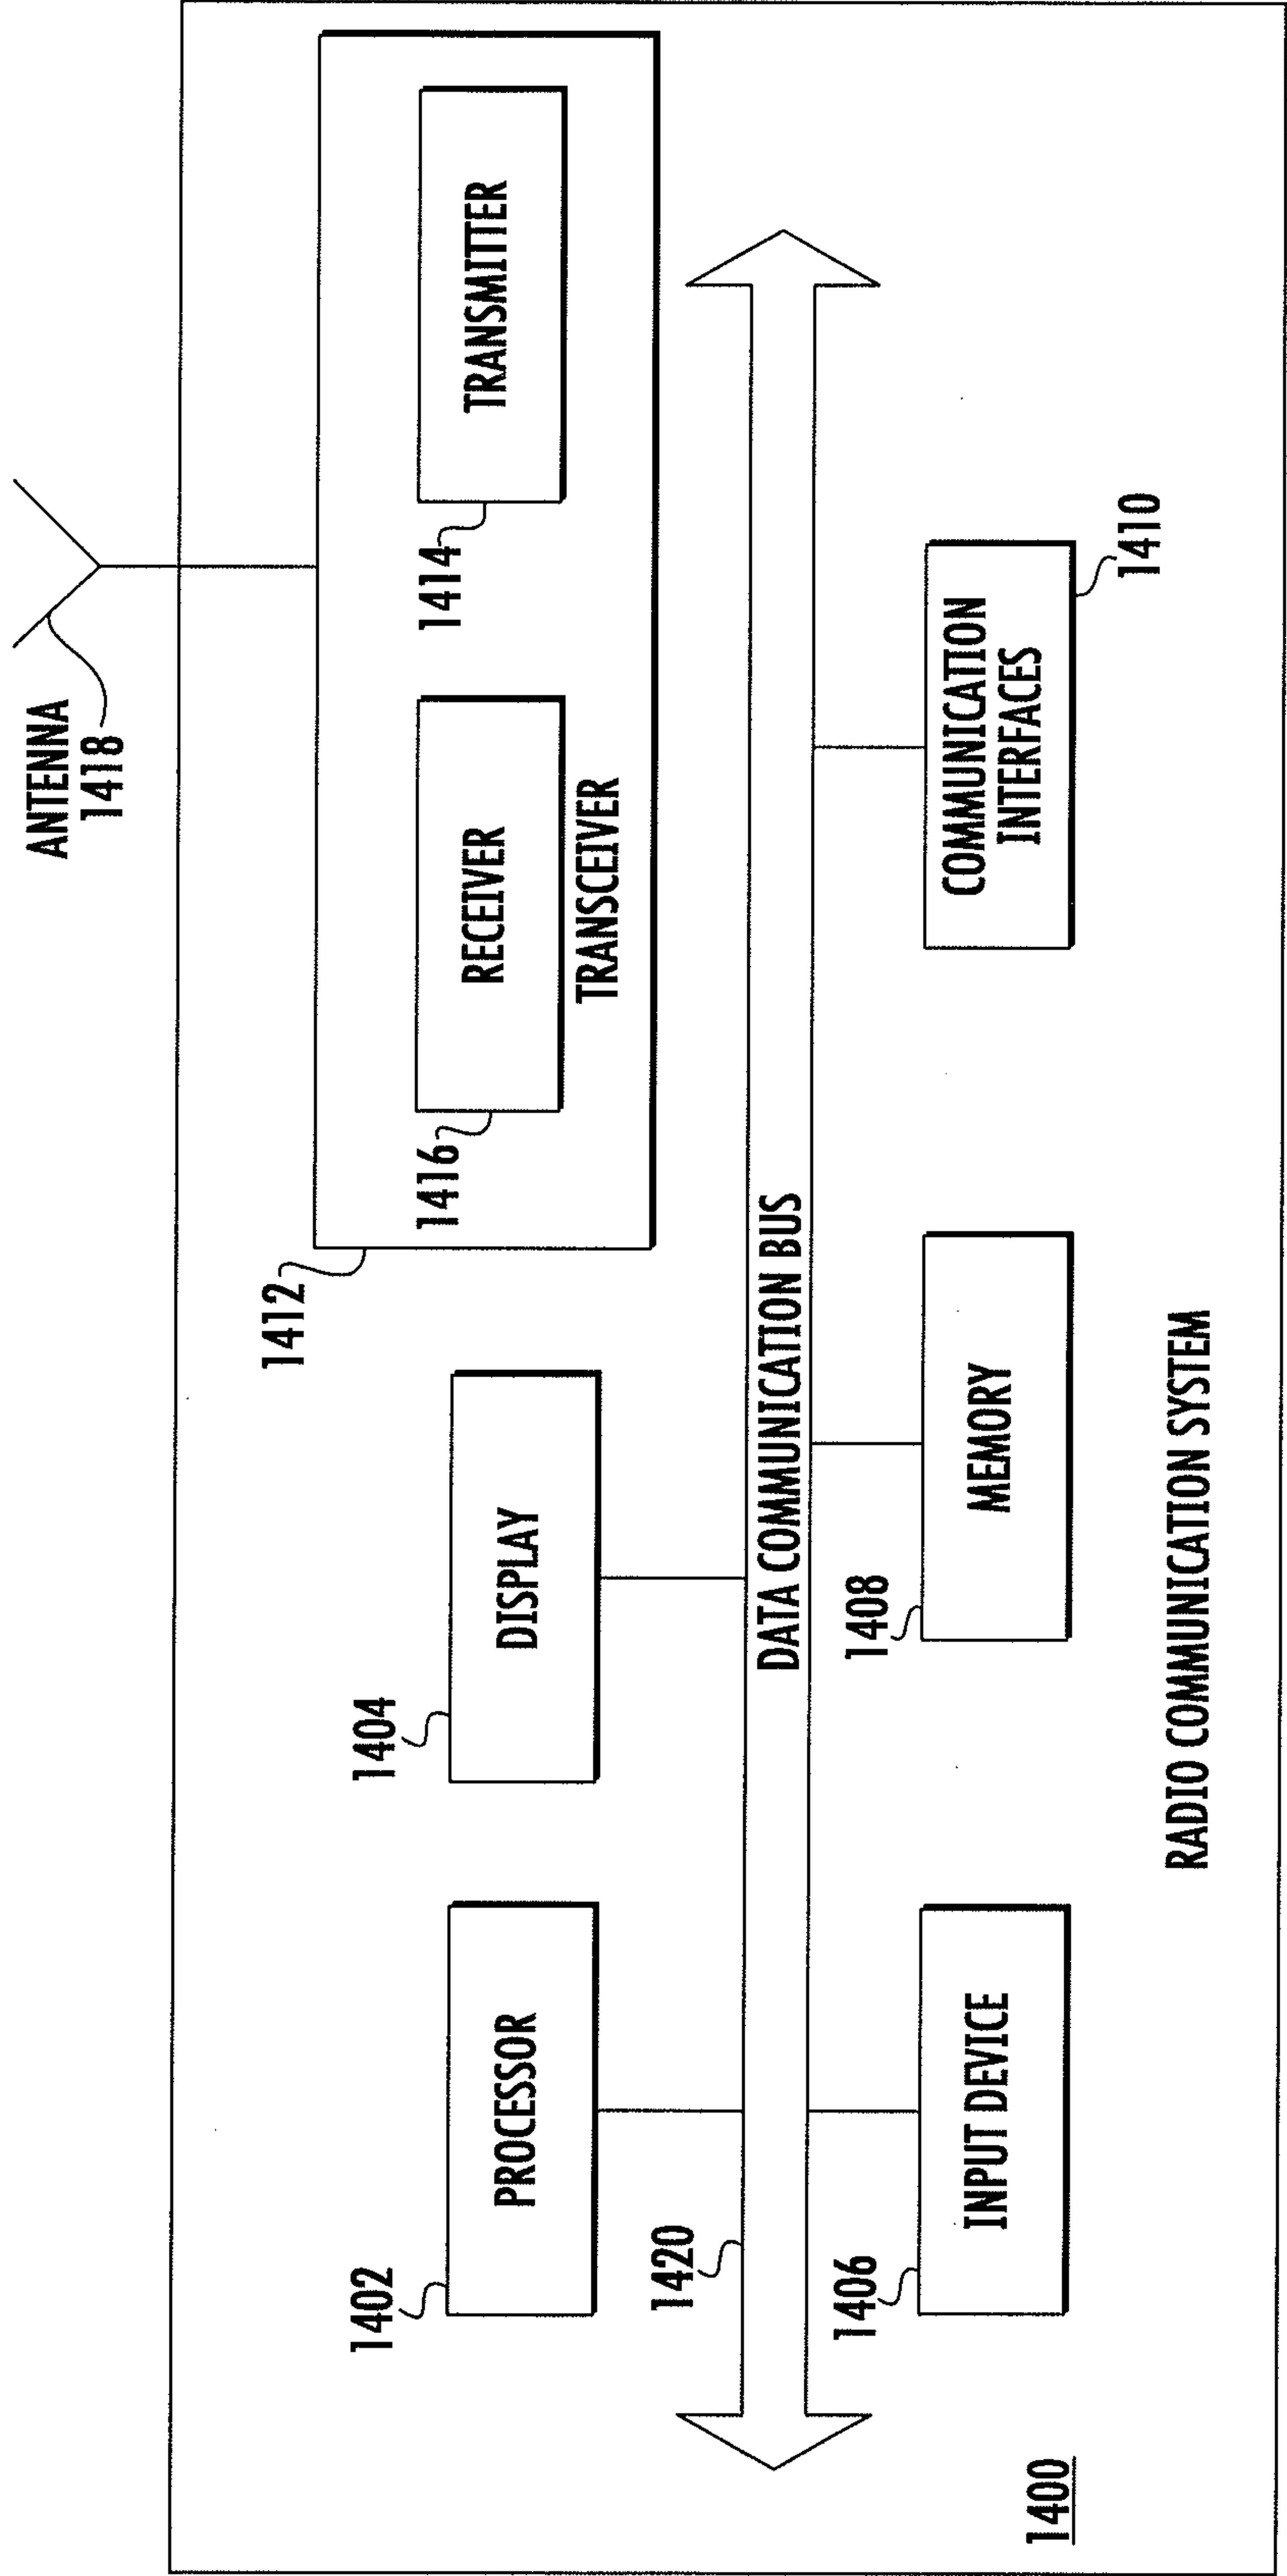 ANTENNA
1418
1412
1416
RECEIVER
1414
TRANSMITTER
TRANSCEIVER
1402
PROCESSOR
1404
DISPLAY
1420
DATA COMMUNICATION BUS
1406
INPUT DEVICE
1408
MEMORY
COMMUNICATION
INTERFACES
1410
1400
RADIO COMMUNICATION SYSTEM